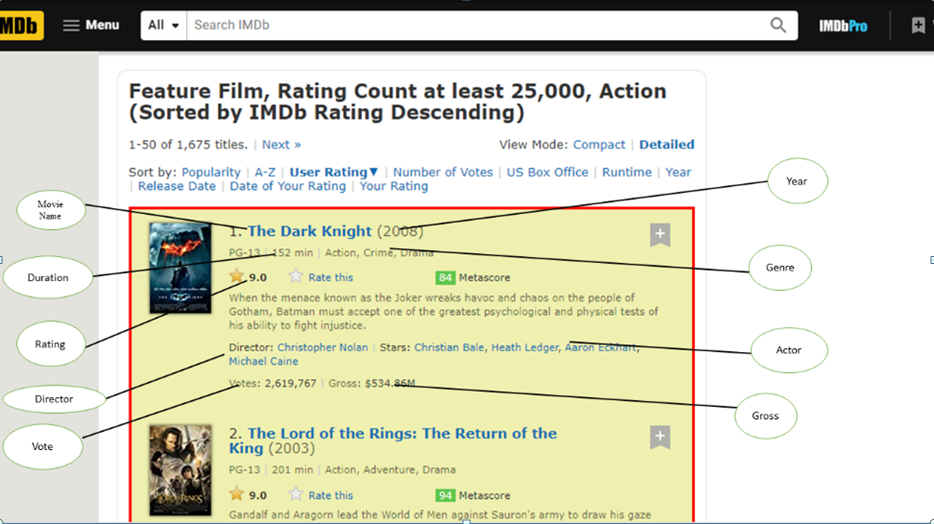 MDb Menu All Search IMDb IMDbPro
Feature Film, Rating Count at least 25,000, Action
(Sorted by IMDb Rating Descending)
1-50 of 1,675 titles. | Next » View Mode: Compact | Detailed
Sort by: Popularity | A-Z | User Rating▼ | Number of Votes | US Box Office | Runtime | Year
| Release Date | Date of Your Rating | Your Rating
Year
Movie
Name
1. The Dark Knight (2008)
PG-13 | 152 min | Action, Crime, Drama
Genre
Duration
9.0 Rate this 84 Metascore
When the menace known as the Joker wreaks havoc and chaos on the people of
Gotham, Batman must accept one of the greatest psychological and physical tests of
his ability to fight injustice.
Rating
Director: Christopher Nolan | Stars: Christian Bale, Heath Ledger, Aaron Eckhart,
Michael Caine
Actor
Votes: 2,619,767 | Gross: $534.86M
Director
Gross
Vote
2. The Lord of the Rings: The Return of the
King (2003)
PG-13 | 201 min | Action, Adventure, Drama
9.0 Rate this 94 Metascore
Gandalf and Aragorn lead the World of Men against Sauron's army to draw his gaze